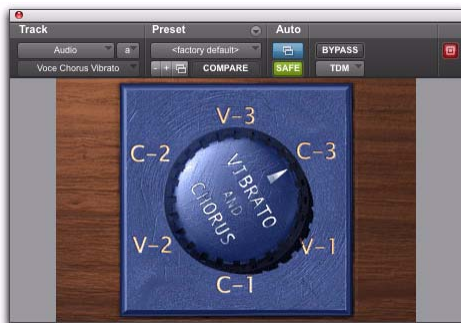 Track Preset Auto
Audio a <factory default> BYPASS
Voce Chorus Vibrato - + COMPARE SAFE TDM
V-3
C-2 C-3
VIBRATO
AND
CHORUS
V-2 V-1
C-1